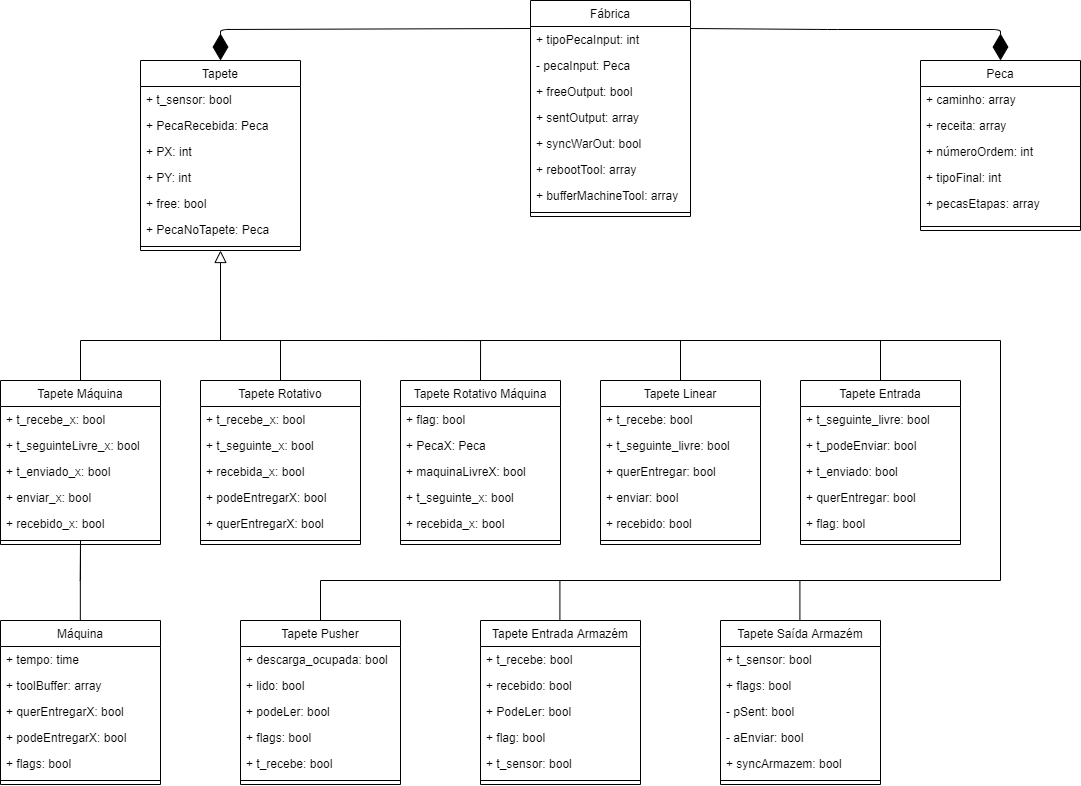 Fábrica
+ tipoPecaInput: int
- pecaInput: Peca
+ freeOutput: bool
+ sentOutput: array
+ syncWarOut: bool
+ rebootTool: array
+ bufferMachineTool: array
Tapete
+ t_sensor: bool
+ PecaRecebida: Peca
+ PX: int
+ PY: int
+ free: bool
+ PecaNoTapete: Peca
Peca
+ caminho: array
+ receita: array
+ númeroOrdem: int
+ tipoFinal: int
+ pecasEtapas: array
Tapete Máquina
+ t_recebe_x: bool
+ t_seguinteLivre_x: bool
+ t_enviado_x: bool
+ enviar_x: bool
+ recebido_x: bool
Tapete Rotativo
+ t_recebe_x: bool
+ t_seguinte_x: bool
+ recebida_x: bool
+ podeEntregarX: bool
+ querEntregarX: bool
Tapete Rotativo Máquina
+ flag: bool
+ PecaX: Peca
+ maquinaLivreX: bool
+ t_seguinte_x: bool
+ recebida_x: bool
Tapete Linear
+ t_recebe: bool
+ t_seguinte_livre: bool
+ querEntregar: bool
+ enviar: bool
+ recebido: bool
Tapete Entrada
+ t_seguinte_livre: bool
+ t_podeEnviar: bool
+ t_enviado: bool
+ querEntregar: bool
+ flag: bool
Máquina
+ tempo: time
+ toolBuffer: array
+ querEntregarX: bool
+ podeEntregarX: bool
+ flags: bool
Tapete Pusher
+ descarga_ocupada: bool
+ lido: bool
+ podeLer: bool
+ flags: bool
+ t_recebe: bool
Tapete Entrada Armazém
+ t_recebe: bool
+ recebido: bool
+ PodeLer: bool
+ flag: bool
+ t_sensor: bool
Tapete Saída Armazém
+ t_sensor: bool
+ flags: bool
- pSent: bool
- aEnviar: bool
+ syncArmazem: bool